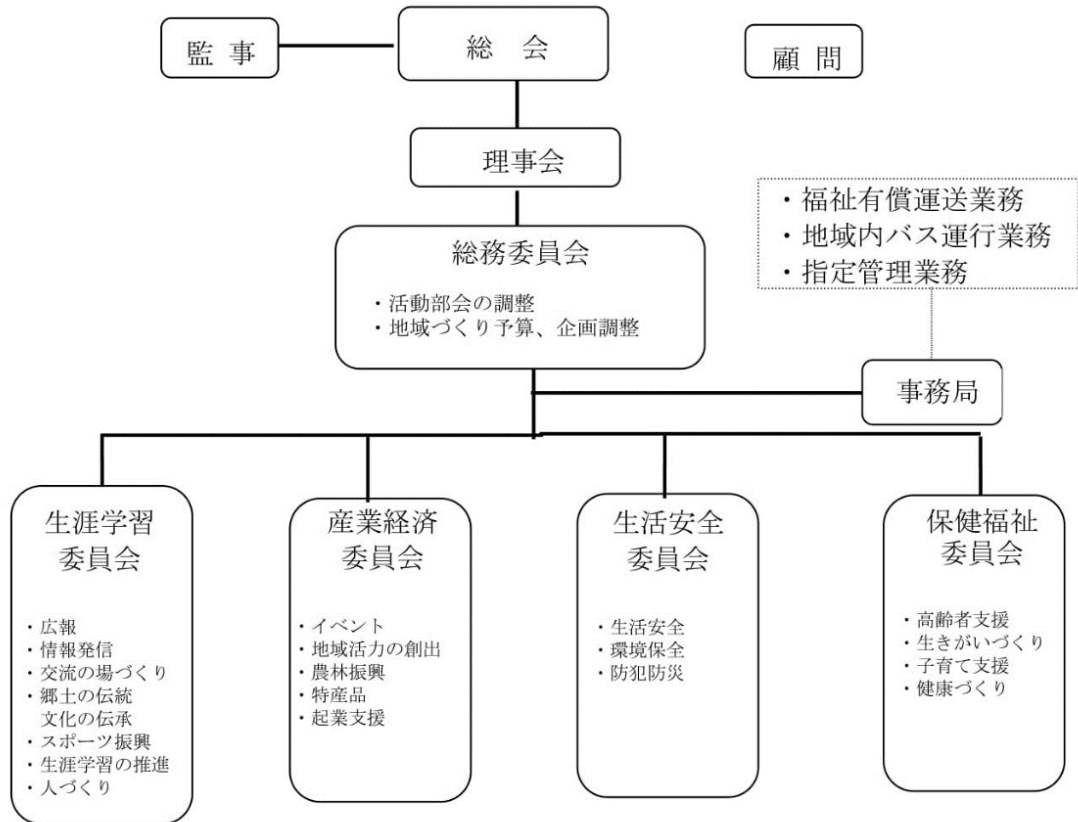 監 事
総 会
顧 問
理事会
・福祉有償運送業務
・地域内バス運行業務
・指定管理業務
総務委員会
・活動部会の調整
・地域づくり予算、企画調整
事務局
生涯学習
委員会
・広報
・情報発信
・交流の場づくり
・郷土の伝統
文化の伝承
・スポーツ振興
・生涯学習の推進
・人づくり
産業経済
委員会
・イベント
・地域活力の創出
・農林振興
・特産品
・起業支援
生活安全
委員会
・生活安全
・環境保全
・防犯防災
保健福祉
委員会
・高齢者支援
・生きがいづくり
・子育て支援
・健康づくり